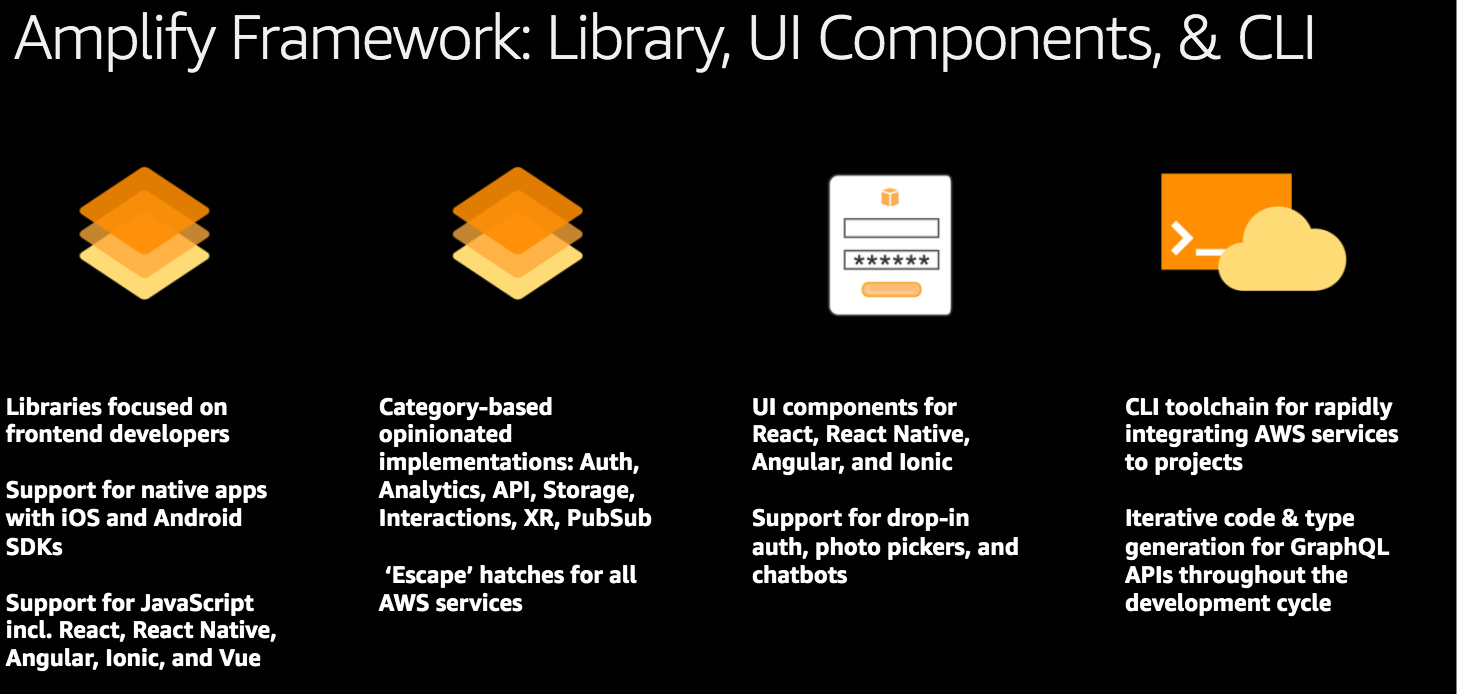 Amplify Framework: Library, UI Components, & CLI
******
>_
Libraries focused on
frontend developers
Support for native apps
with iOS and Android
SDKs
Support for JavaScript
incl. React, React Native,
Angular, Ionic, and Vue
Category-based
opinionated
implementations: Auth,
Analytics, API, Storage,
Interactions, XR, PubSub
‘Escape’ hatches for all
AWS services
UI components for
React, React Native,
Angular, and Ionic
Support for drop-in
auth, photo pickers, and
chatbots
CLI toolchain for rapidly
integrating AWS services
to projects
Iterative code & type
generation for GraphQL
APIs throughout the
development cycle